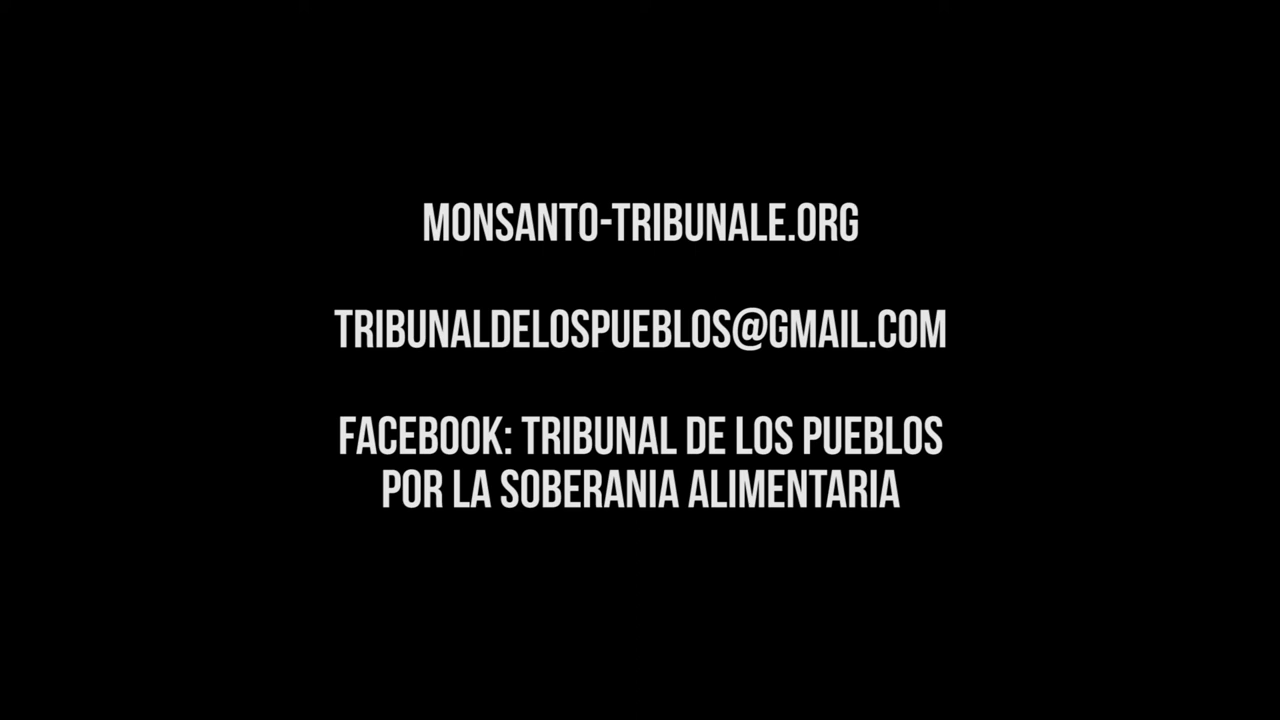 MONSANTO-TRIBUNALE.ORG
TRIBUNALDELOSPUEBLOS@GMAIL.COM
FACEBOOK: TRIBUNAL DE LOS PUEBLOS
POR LA SOBERANIA ALIMENTARIA